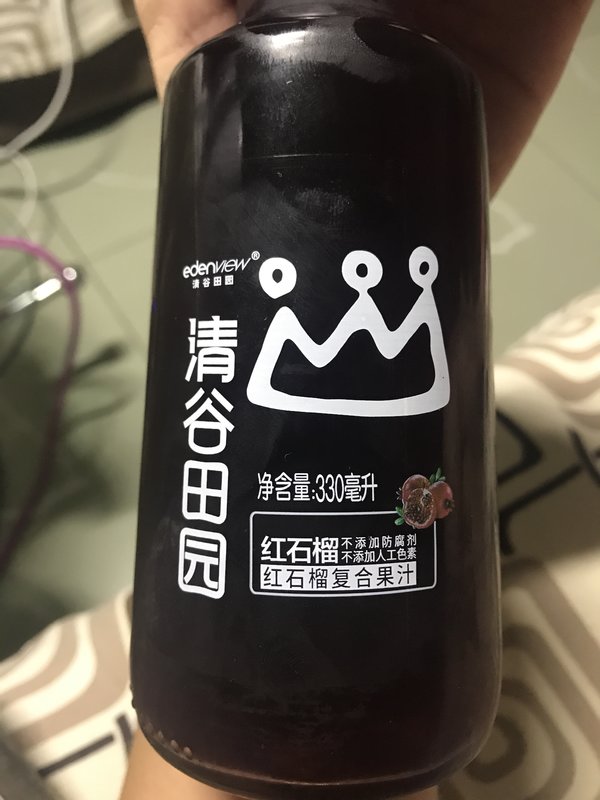 edenview®
清谷田园
清谷田园
净含量:330毫升
红石榴
不添加防腐剂
不添加人工色素
红石榴复合果汁